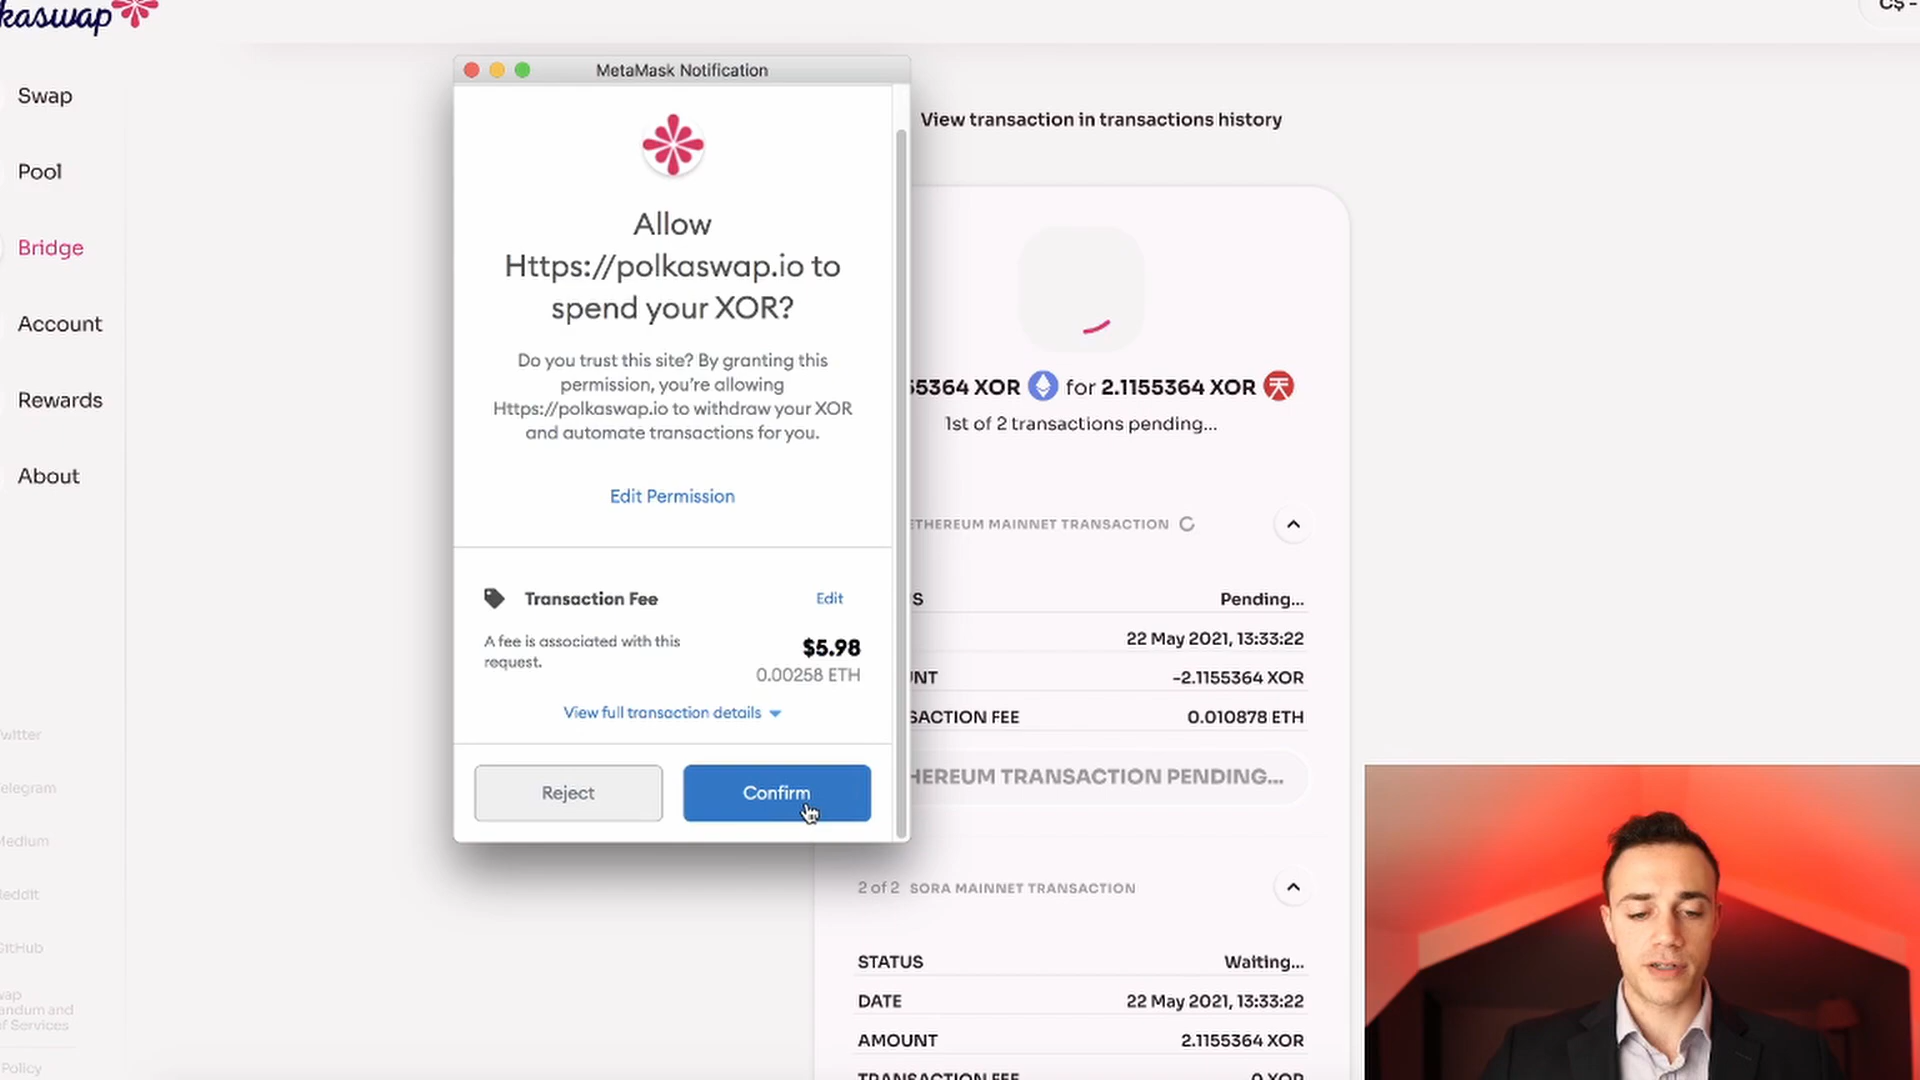 kaswap
C$ -
Swap
Pool
Bridge
Account
Rewards
About
MetaMask Notification
Allow
Https://polkaswap.io to
spend your XOR?
Do you trust this site? By granting this
permission, you're allowing
Https://polkaswap.io to withdraw your XOR
and automate transactions for you.
Edit Permission
Transaction Fee
Edit
A fee is associated with this
request.
$5.98
0.00258 ETH
View full transaction details
Reject
Confirm
View transaction in transactions history
55364 XOR for 2.1155364 XOR
1st of 2 transactions pending...
ETHEREUM MAINNET TRANSACTION
S
Pending...
22 May 2021, 13:33:22
NT
-2.1155364 XOR
SACTION FEE
0.010878 ETH
HEREUM TRANSACTION PENDING...
2 of 2 SORA MAINNET TRANSACTION
STATUS
Waiting...
DATE
22 May 2021, 13:33:22
AMOUNT
2.1155364 XOR
TRANSACTION FEE
0 XOR
witter
elegram
Medium
eddit
GitHub
wap
andum and
f Services
Policy